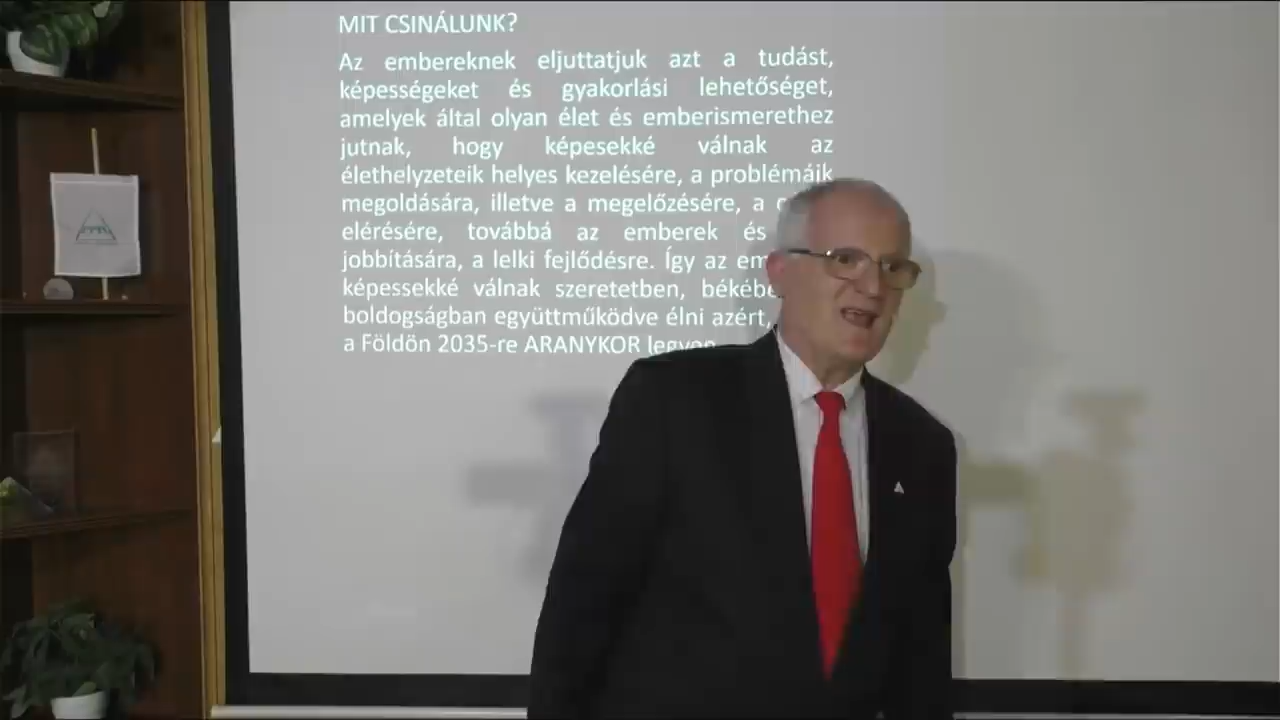 MIT CSINÁLUNK?
Az embereknek eljuttatjuk azt a tudást,
képességeket és gyakorlási lehetőséget,
amelyek által olyan élet és emberismerethez
jutnak, hogy képesekké válnak az
élethelyzeteik helyes kezelésére, a problémáik
megoldására, illetve a megelőzésére, a
elérésére, továbbá az emberek és
jobbítására, a lelki fejlődésre. Így az
képessekké válnak szeretetben,
boldogságban együttműködve élni azért,
a Földön 2035-re ARANYKOR legyen